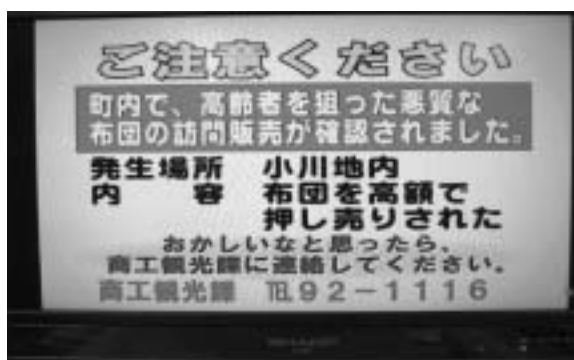 ご注意ください
町内で、高齢者を狙った悪質な
布団の訪問販売が確認されました。
発生場所　小川地内
内　　容　布団を高額で
押し売りされた
おかしいなと思ったら、
商工観光課に連絡してください。
商工観光課　℡92－1116